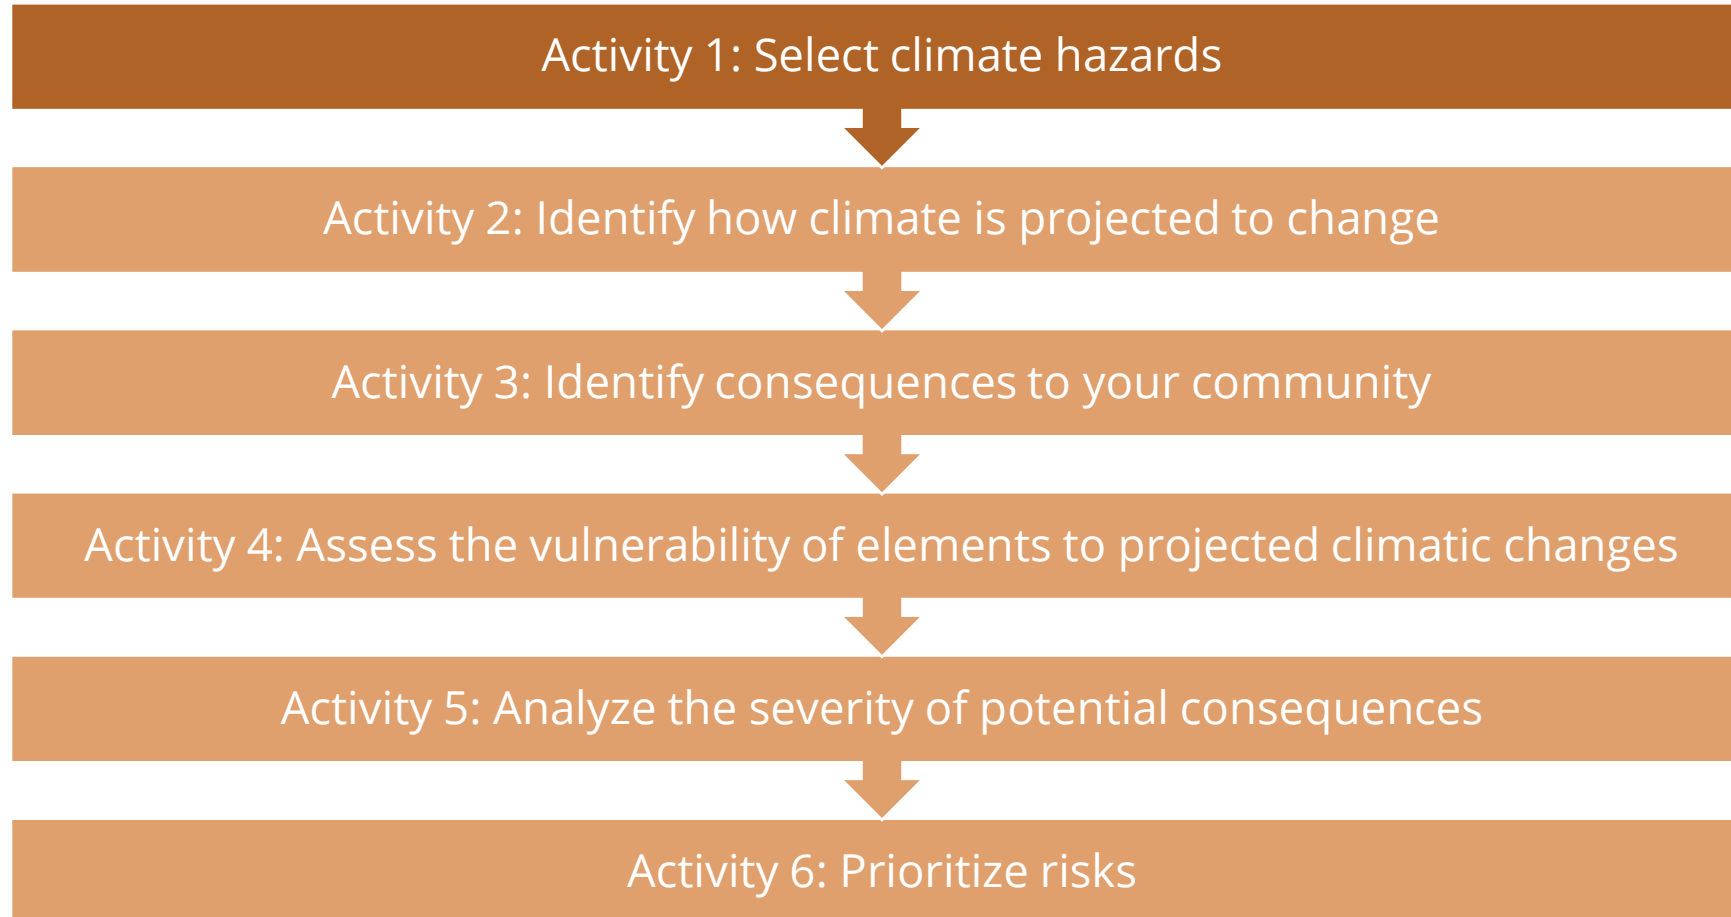 Activity 1: Select climate hazards
Activity 2: Identify how climate is projected to change
Activity 3: Identify consequences to your community
Activity 4: Assess the vulnerability of elements to projected climatic changes
Activity 5: Analyze the severity of potential consequences
Activity 6: Prioritize risks